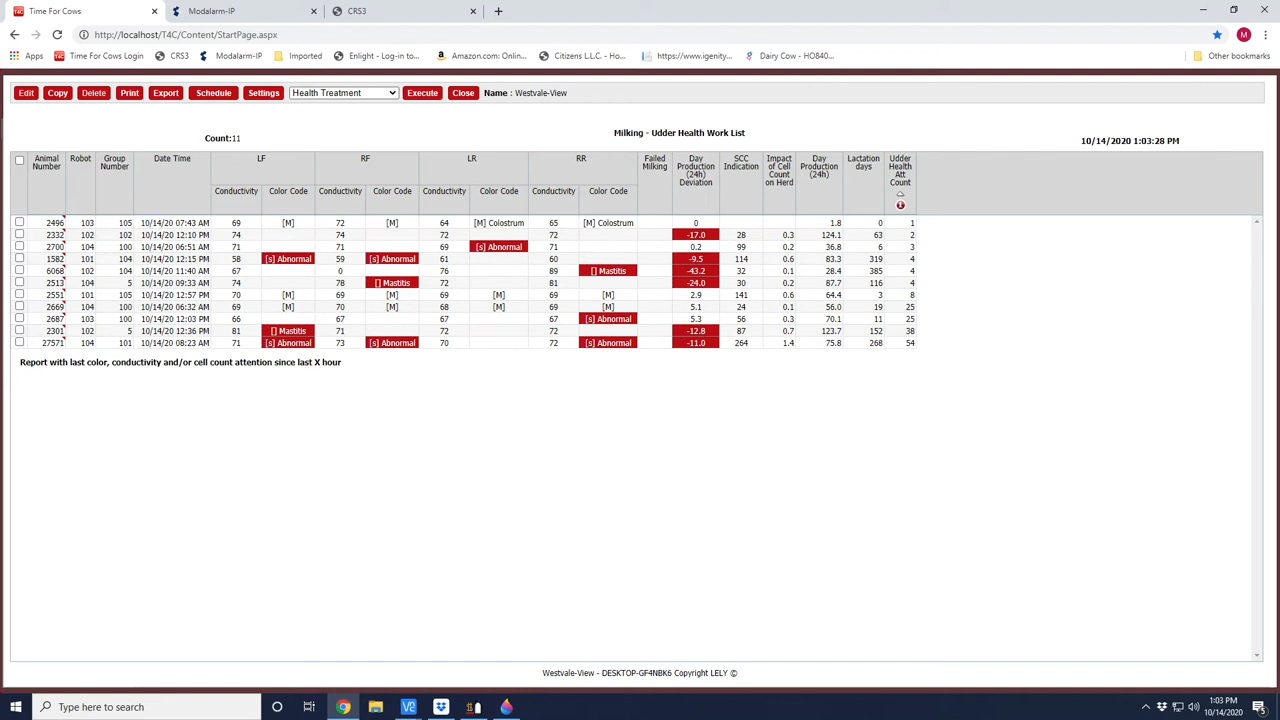 Time For Cows
Modalarm-IP
CRS3
http://localhost/T4C/Content/StartPage.aspx
M
Apps
T4C Time For Cows Login
CRS3
Modalarm-IP
Imported
Enlight - Log-in to...
Amazon.com: Onlin...
Citizens L.L.C. - Ho...
https://www.igenity...
Dairy Cow - HO840...
Other bookmarks
Edit Copy Delete Print Export Schedule Settings Health Treatment Execute Close Name : Westvale-View
Count:11
Milking - Udder Health Work List
10/14/2020 1:03:28 PM
Animal Number Robot Group Number Date Time LF RF LR RR Failed Milking Day Production (24h) Deviation SCC Indication Impact of Cell Count on Herd Day Production (24h) Lactation days Udder Health Att Count
Conductivity Color Code Conductivity Color Code Conductivity Color Code Conductivity Color Code
1
2496 103 105 10/14/20 07:43 AM 69 [M] 72 [M] 64 [M] Colostrum 65 [M] Colostrum 0 1.8 0 1
2332 102 102 10/14/20 12:10 PM 74 74 72 72 -17.0 28 0.3 124.1 63 2
2700 104 100 10/14/20 06:51 AM 71 71 69 [s] Abnormal 71 0.2 99 0.2 36.8 6 3
1582 101 104 10/14/20 12:15 PM 58 [s] Abnormal 59 [s] Abnormal 61 60 -9.5 114 0.6 83.3 319 4
6068 102 104 10/14/20 11:40 AM 67 0 76 89 [] Mastitis -43.2 32 0.1 28.4 385 4
2513 104 5 10/14/20 09:33 AM 74 78 [] Mastitis 72 81 -24.0 30 0.2 87.7 116 4
2551 101 105 10/14/20 12:57 PM 70 [M] 69 [M] 69 [M] 69 [M] 2.9 141 0.6 64.4 3 8
2669 104 100 10/14/20 06:32 AM 69 [M] 70 [M] 68 [M] 69 [M] 5.1 24 0.1 56.0 19 25
2687 103 100 10/14/20 12:03 PM 66 67 67 67 [s] Abnormal 5.3 56 0.3 70.1 11 25
2301 102 5 10/14/20 12:36 PM 81 [] Mastitis 71 72 72 -12.8 87 0.7 123.7 152 38
27571 104 101 10/14/20 08:23 AM 71 [s] Abnormal 73 [s] Abnormal 70 72 [s] Abnormal -11.0 264 1.4 75.8 268 54
Report with last color, conductivity and/or cell count attention since last X hour
Westvale-View - DESKTOP-GF4NBK6 Copyright LELY ©
Type here to search
1:03 PM
10/14/2020
5